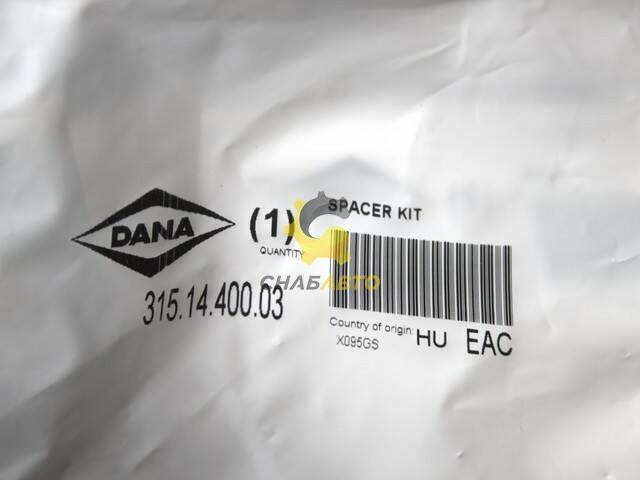 DANA
(1)
QUANTITY
315.14.400.03
SPACER KIT
Country of origin: HU EAC
X095GS
СНАБАВТО